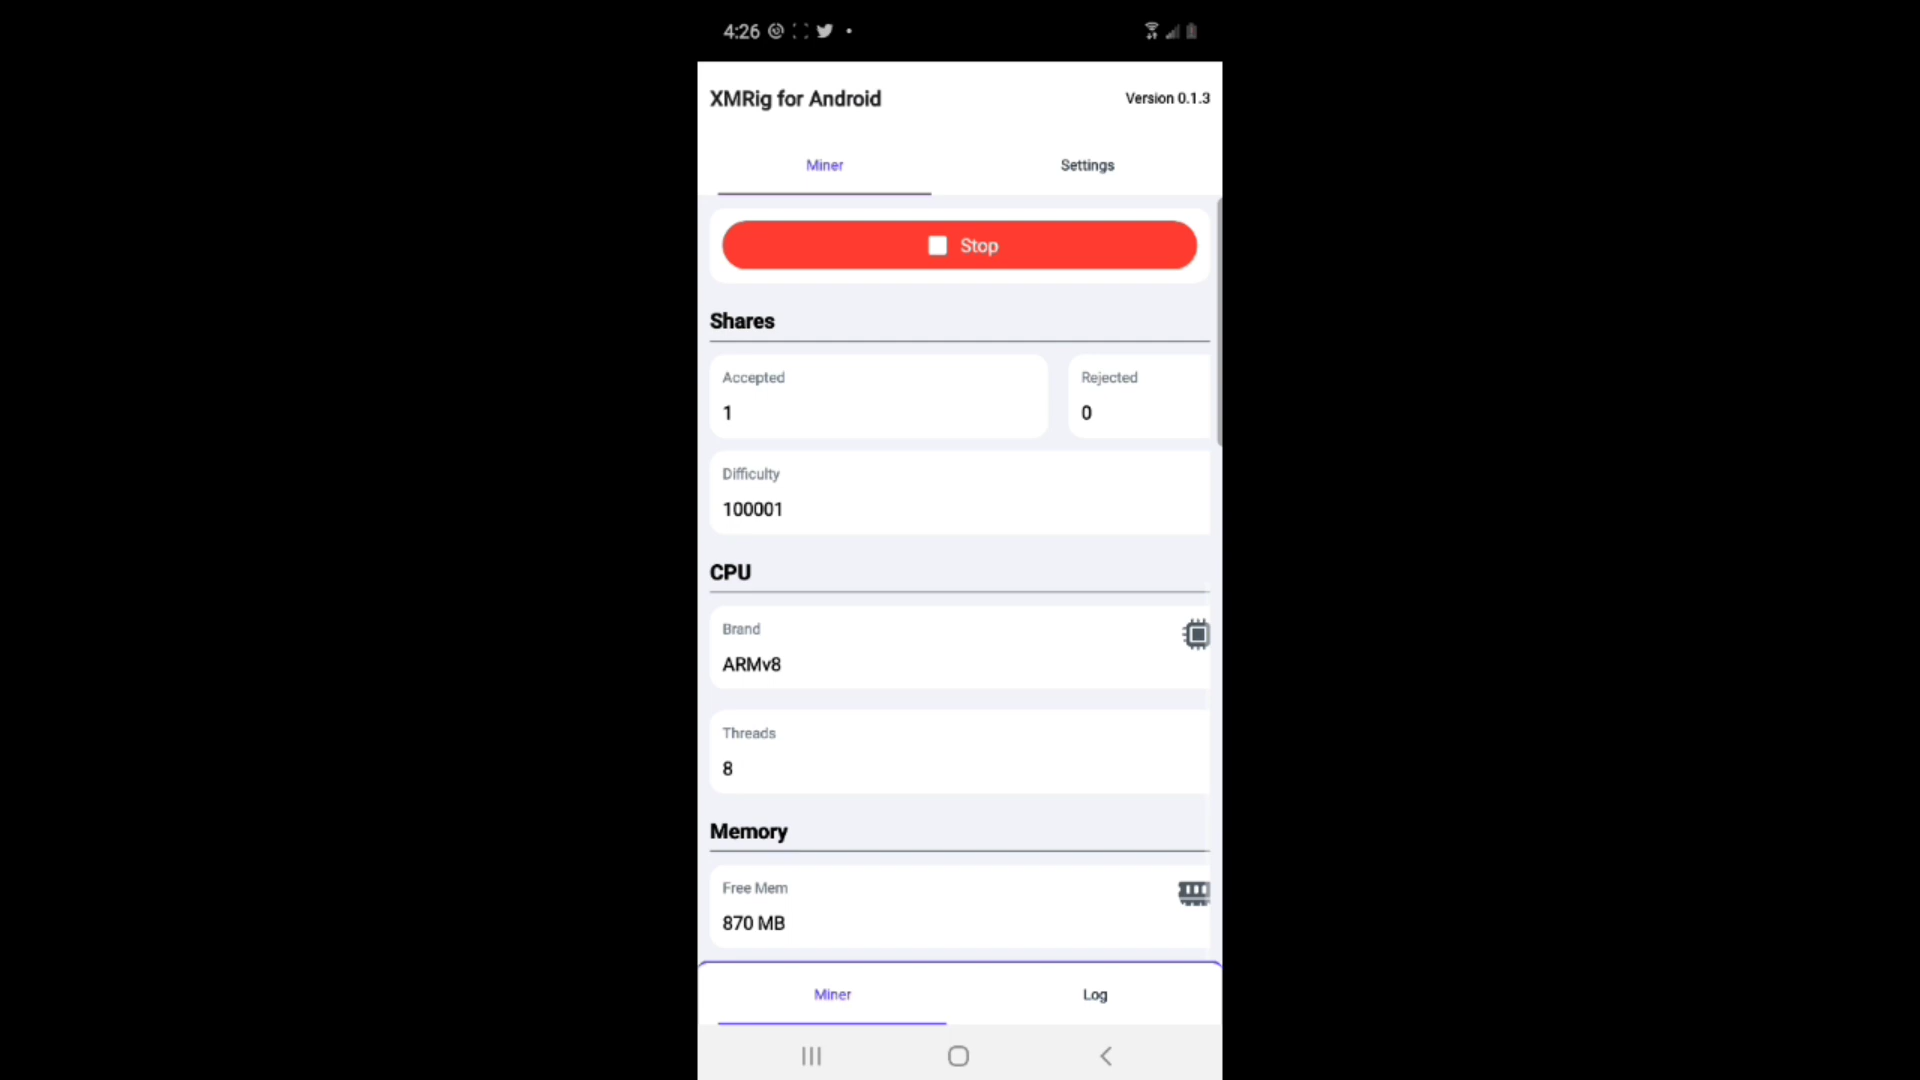 4:26
XMRig for Android
Version 0.1.3
Miner
Settings
Stop
Shares
Accepted
Rejected
1
0
Difficulty
100001
CPU
Brand
ARMv8
Threads
8
Memory
Free Mem
870 MB
Miner
Log